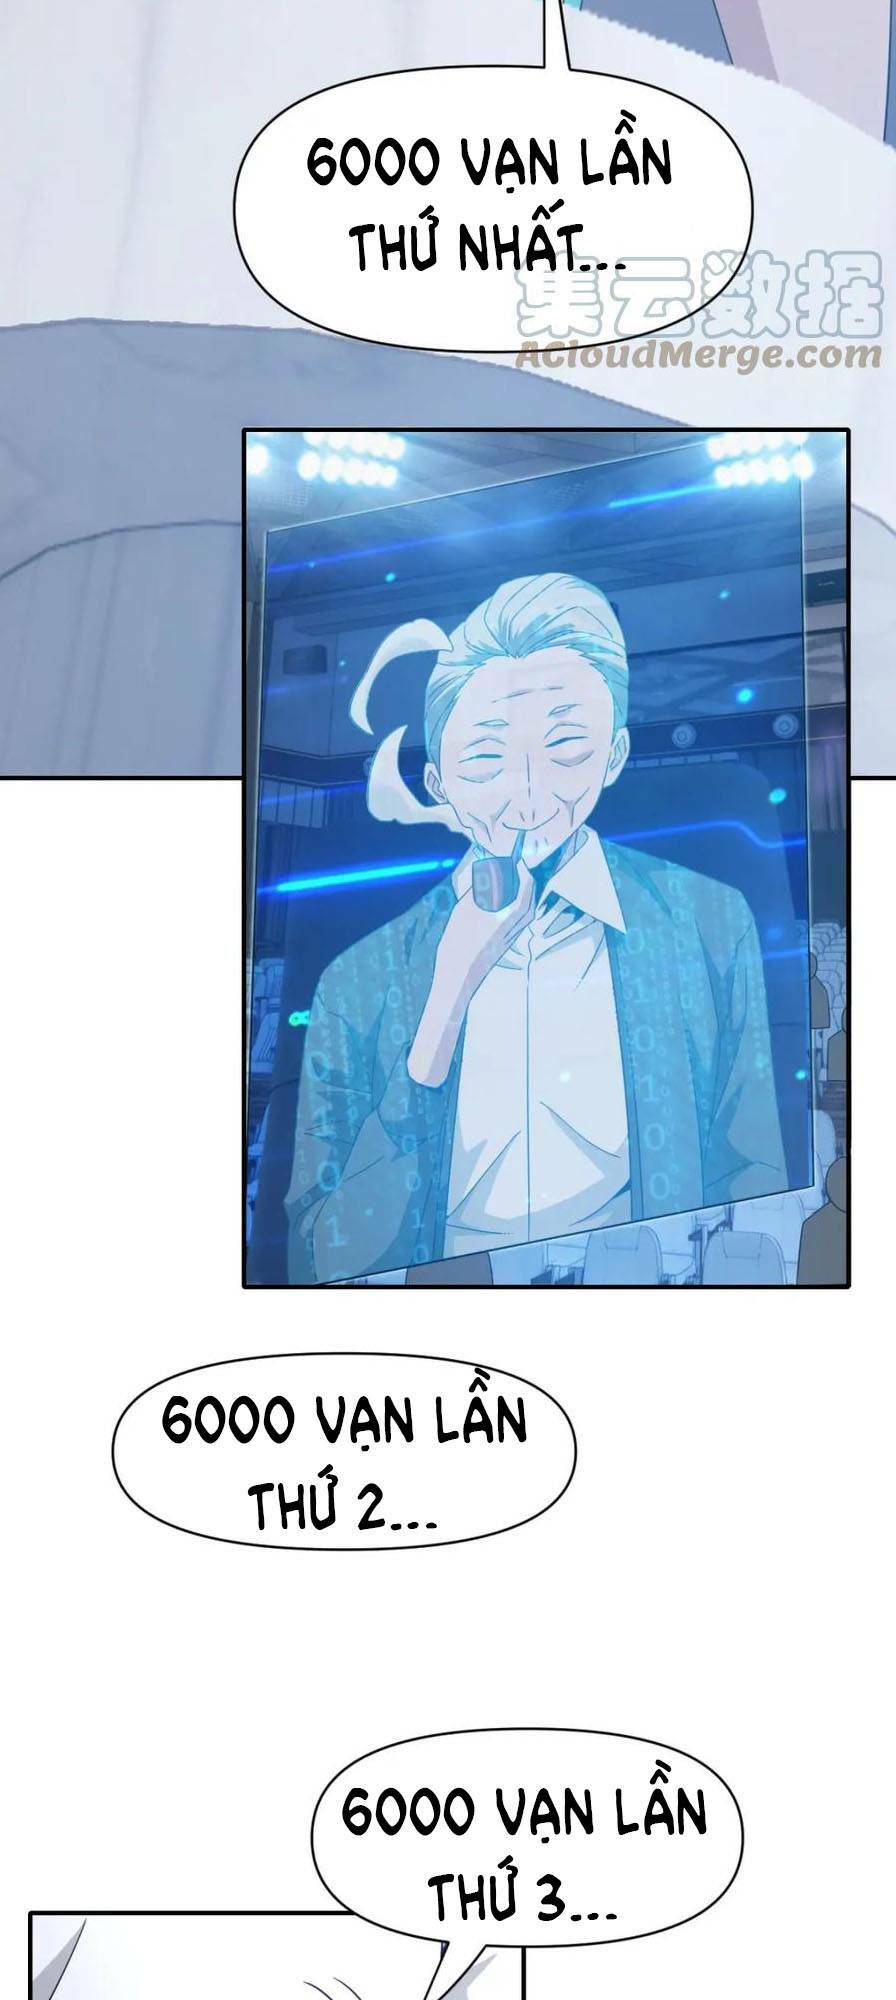 6000 VẠN LẦN
THỨ NHẤT...
集云数据
ACloudMerge.com
6000 VẠN LẦN
THỨ 2...
6000 VẠN LẦN
THỨ 3...